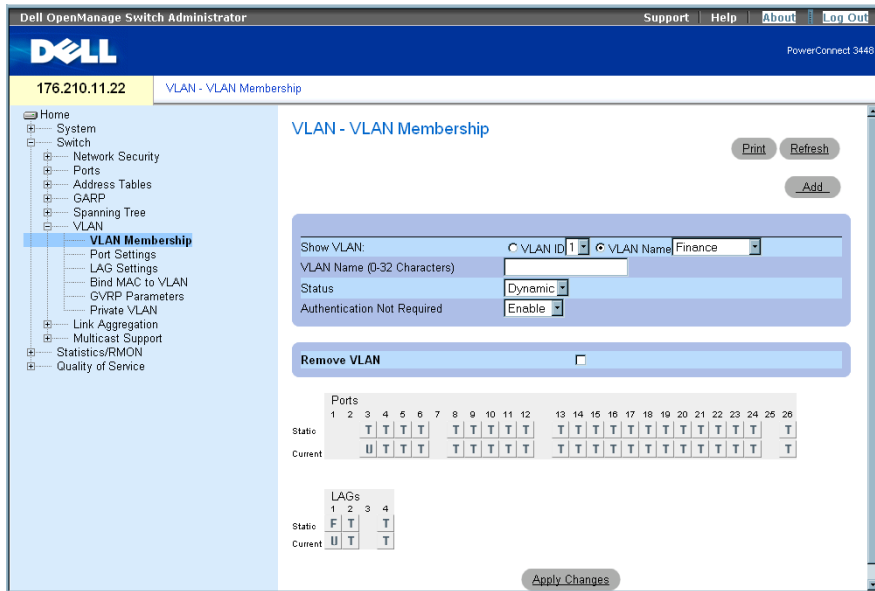 Dell OpenManage Switch Administrator Support Help About Log Out
DELL
PowerConnect 3448
176.210.11.22 VLAN - VLAN Membership
Home
System
Switch
Network Security
Ports
Address Tables
GARP
Spanning Tree
VLAN
VLAN Membership
Port Settings
LAG Settings
Bind MAC to VLAN
GVRP Parameters
Private VLAN
Link Aggregation
Multicast Support
Statistics/RMON
Quality of Service
VLAN - VLAN Membership
Print Refresh
Add
Show VLAN: VLAN ID 1 VLAN Name Finance
VLAN Name (0-32 Characters)
Status Dynamic
Authentication Not Required Enable
Remove VLAN
Ports
1 2 3 4 5 6 7 8 9 10 11 12 13 14 15 16 17 18 19 20 21 22 23 24 25 26
Static T T T T T T T T T T T T T T T T T T T T T T
Current U T T T T T T T T T T T T T T T T T T T T T
LAGs
1 2 3 4
Static F T T
Current U T T
Apply Changes